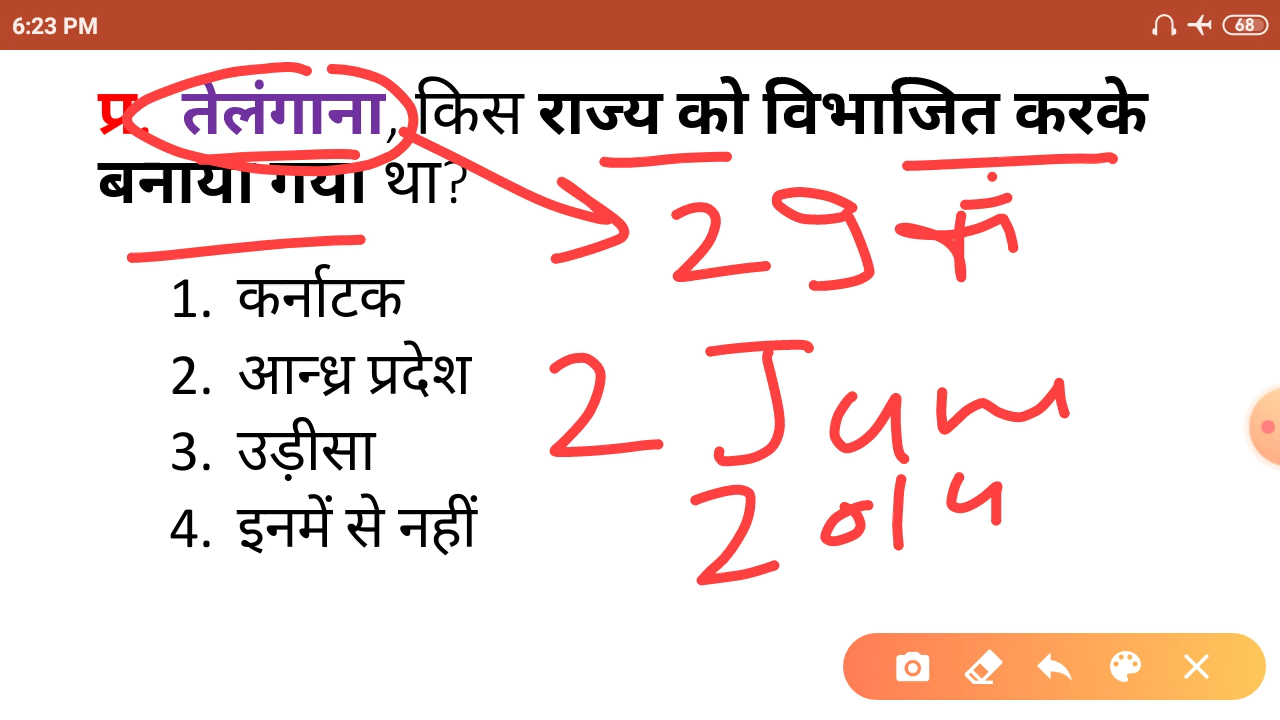 6:23 PM
68
प्र. तेलंगाना, किस राज्य को विभाजित करके
बनाया गया था?
29 वाँ
1. कर्नाटक
2. आन्ध्र प्रदेश
2 June
3. उड़ीसा
2014
4. इनमें से नहीं